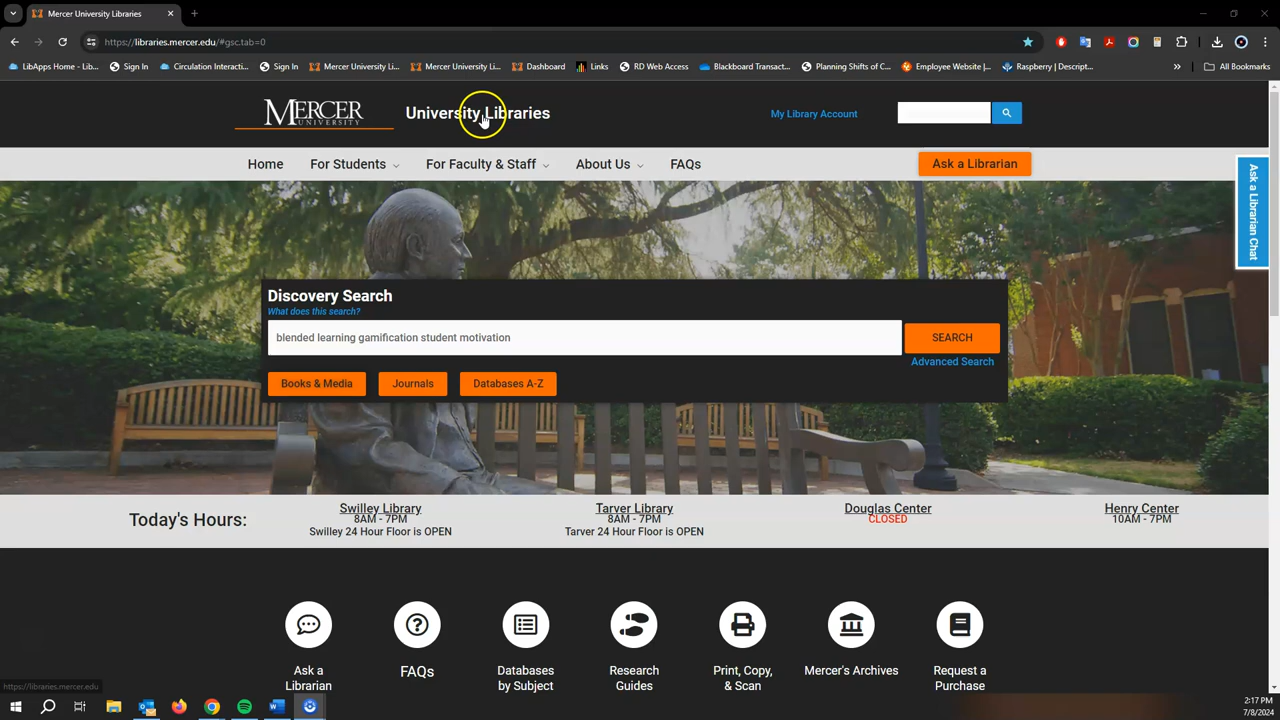 Mercer University Libraries
https://libraries.mercer.edu/#gsc.tab=0
LibApps Home - Lib...
Sign In
Circulation Interacti...
Sign In
Mercer University Li...
Mercer University Li...
Dashboard
Links
RD Web Access
Blackboard Transact...
Planning Shifts of C...
Employee Website |...
Raspberry | Descript...
All Bookmarks
MERCER
UNIVERSITY
University Libraries
My Library Account
Home
For Students
For Faculty & Staff
About Us
FAQs
Ask a Librarian
Ask a Librarian Chat
Discovery Search
What does this search?
blended learning gamification student motivation
SEARCH
Advanced Search
Books & Media
Journals
Databases A-Z
Today's Hours:
Swilley Library
8AM - 7PM
Swilley 24 Hour Floor is OPEN
Tarver Library
8AM - 7PM
Tarver 24 Hour Floor is OPEN
Douglas Center
CLOSED
Henry Center
10AM - 7PM
Ask a
Librarian
FAQs
Databases
by Subject
Research
Guides
Print, Copy,
& Scan
Mercer's Archives
Request a
Purchase
https://libraries.mercer.edu
2:17 PM
7/8/2024